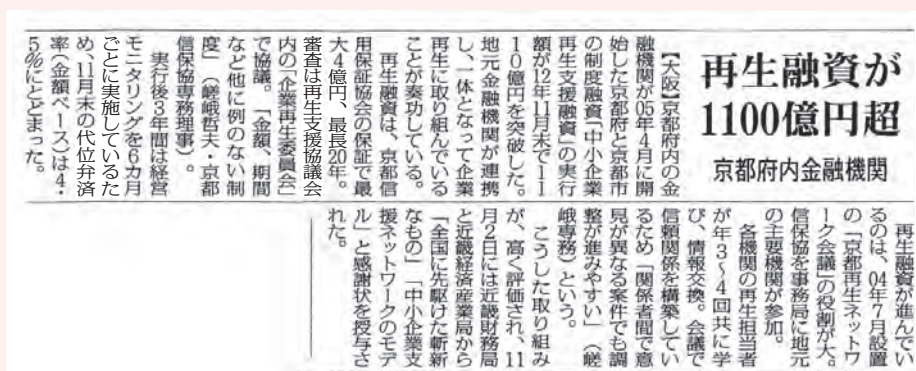 再生融資が
1100億円超
京都府内金融機関
【大阪】京都府内の金
融機関が05年4月に開
始した京都府と京都市
の制度融資「中小企業
再生支援融資」の実行
額が12年11月末で11
00億円を突破した。
地元金融機関が連携
し、一体となって企業
再生に取り組んでいる
ことが奏功している。
再生融資は、京都信
用保証協会の保証で最
大4億円、最長20年。
審査は再生支援協議会
内の「企業再生委員会」
で協議。「金額、期間
など他に例のない制
度」(嵯峨哲夫・京都
信保協専務理事)。
実行後3年間は経営
モニタリングを6カ月
ごとに実施しているた
め、11月末の代位弁済
率(金額ベース)は4・
5%にとどまった。
再生融資が進んでい
るのは、04年7月設置
の「京都再生ネットワ
ーク会議」の役割が大。
信保協を事務局に地元
の主要機関が参加。
各機関の再生担当者
が年3〜4回共に学
び、情報交換。会議で
信頼関係を構築してい
るため「関係者間で意
見が異なる案件でも調
整が進みやすい」(嵯
峨専務)という。
こうした取り組み
が、高く評価され、11
月2日には近畿財務局
と近畿経済産業局から
「全国に先駆けた斬新
なもの」「中小企業支
援ネットワークのモデ
ル」と感謝状を授与さ
れた。